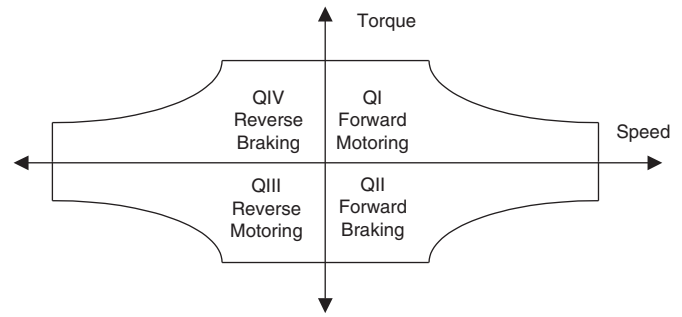 Torque
QIV
Reverse
Braking
QI
Forward
Motoring
Speed
QIII
Reverse
Motoring
QII
Forward
Braking